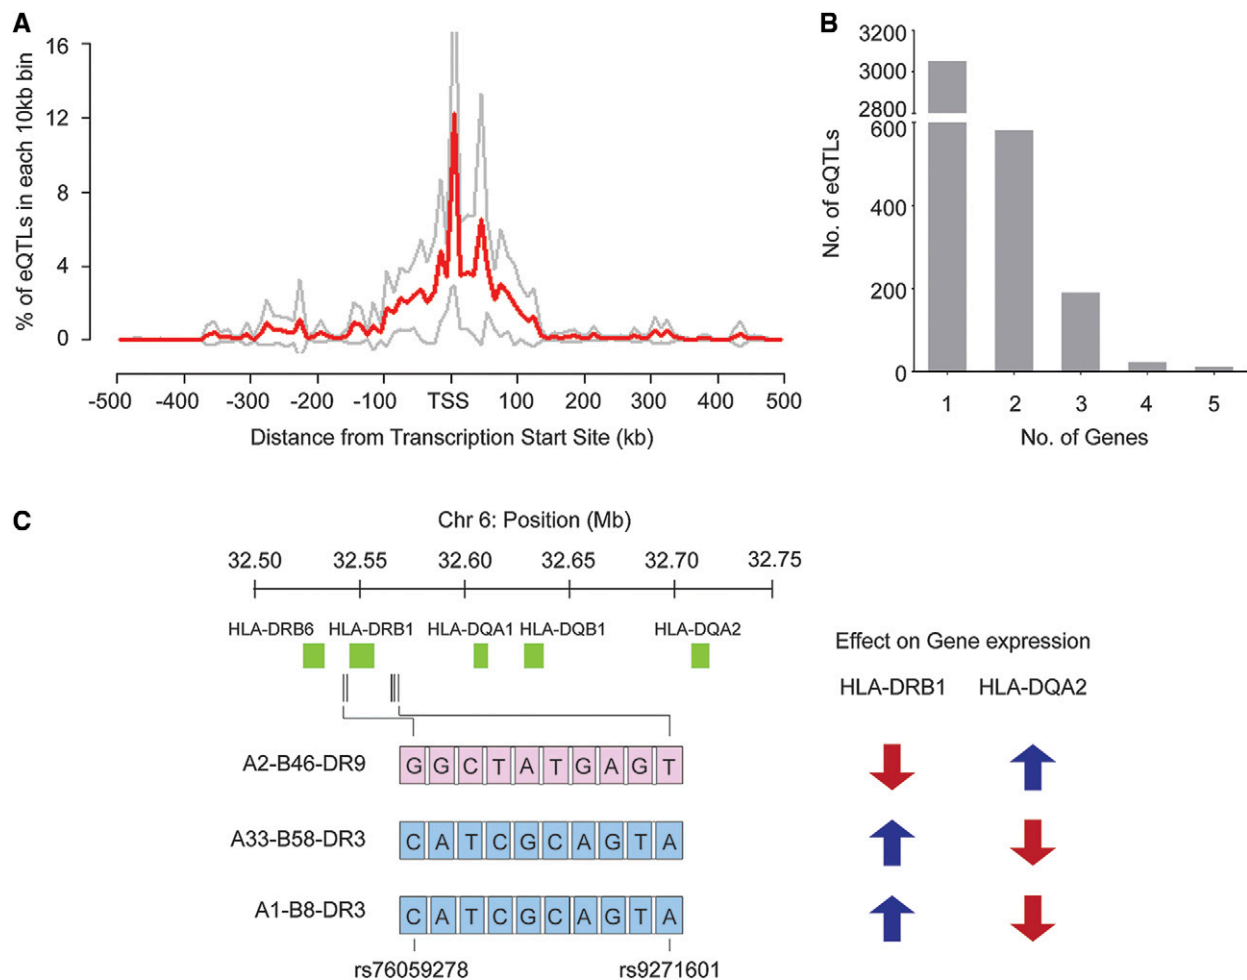 A
% of eQTLs in each 10kb bin
16
12
8
4
0
-500 -400 -300 -200 -100 TSS 100 200 300 400 500
Distance from Transcription Start Site (kb)
B
No. of eQTLs
3200
3000
2800
600
400
200
0
1 2 3 4 5
No. of Genes
C
Chr 6: Position (Mb)
32.50 32.55 32.60 32.65 32.70 32.75
HLA-DRB6 HLA-DRB1 HLA-DQA1 HLA-DQB1 HLA-DQA2
Effect on Gene expression
HLA-DRB1 HLA-DQA2
A2-B46-DR9 G G C T A T G A G T
A33-B58-DR3 C A T C G C A G T A
A1-B8-DR3 C A T C G C A G T A
rs76059278 rs9271601